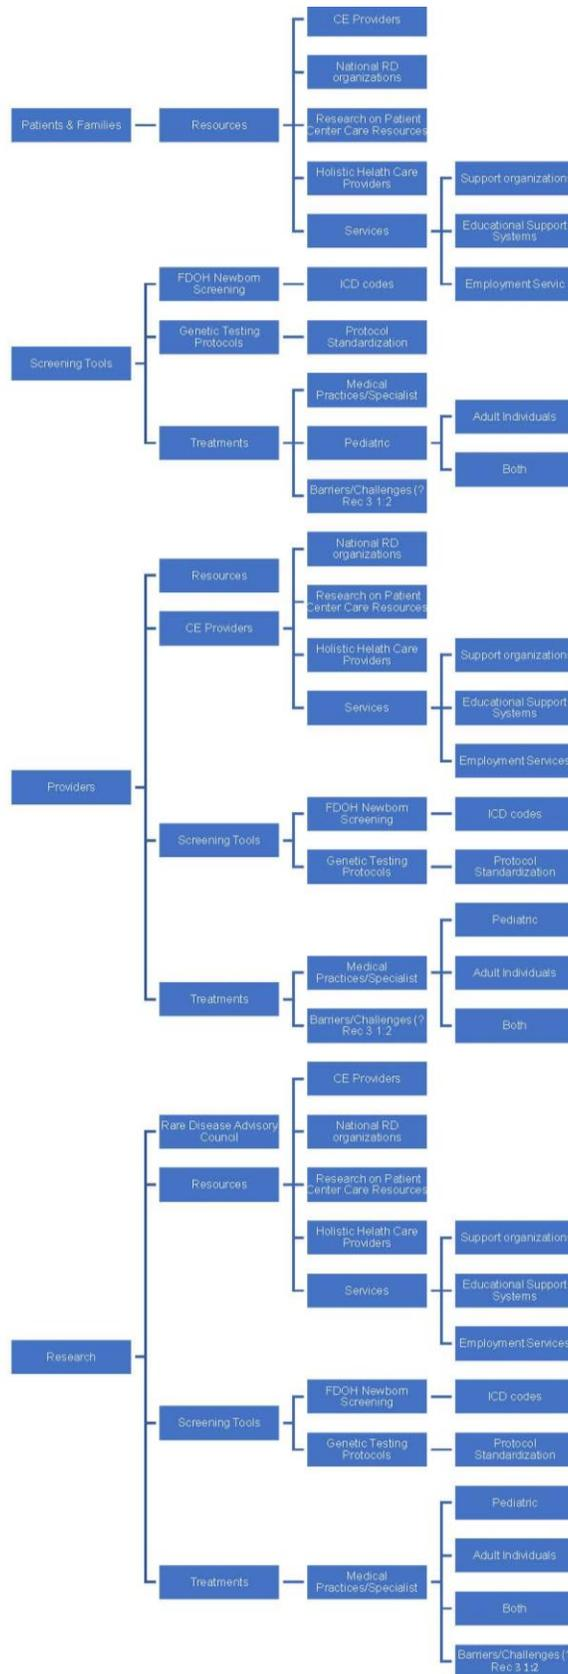 CE Providers
National RD
organizations
Patients & Families
Resources
Research on Patient
Center Care Resources
Holistic Helath Care
Providers
Support organization
Services
Educational Support
Systems
FDOH Newborn
Screening
ICD codes
Employment Servic
Genetic Testing
Protocols
Protocol
Standardization
Screening Tools
Medical
Practices/Specialist
Adult Individuals
Treatments
Pediatric
Both
Barriers/Challenges (?
Rec 3 1:2
National RD
organizations
Resources
Research on Patient
Center Care Resources
CE Providers
Holistic Helath Care
Providers
Support organization
Services
Educational Support
Systems
Employment Services
Providers
FDOH Newborn
Screening
ICD codes
Screening Tools
Genetic Testing
Protocols
Protocol
Standardization
Pediatric
Medical
Practices/Specialist
Adult Individuals
Treatments
Barriers/Challenges (?
Rec 3 1:2
Both
CE Providers
Rare Disease Advisory
Council
National RD
organizations
Resources
Research on Patient
Center Care Resources
Holistic Helath Care
Providers
Support organization
Services
Educational Support
Systems
Employment Services
Research
FDOH Newborn
Screening
ICD codes
Screening Tools
Genetic Testing
Protocols
Protocol
Standardization
Pediatric
Adult Individuals
Treatments
Medical
Practices/Specialist
Both
Barriers/Challenges (?
Rec 3 1:2